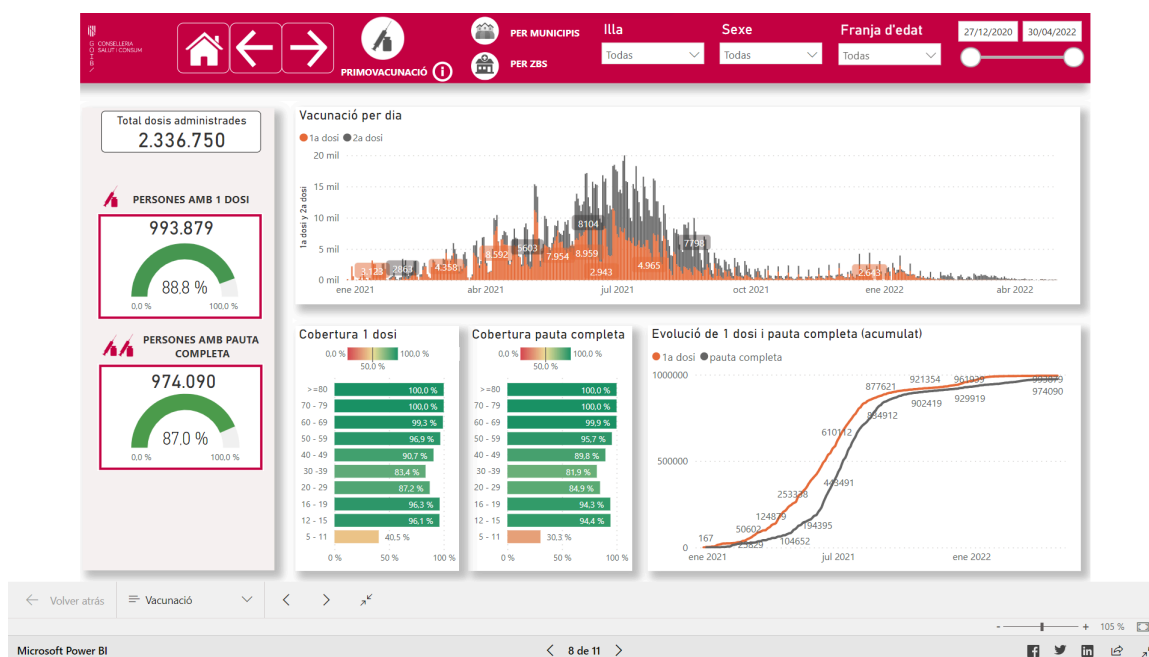 G CONSELLERIA
O SALUT I CONSUM
I
B
/
PRIMOVACUNACIÓ i
PER MUNICIPIS
PER ZBS
Illa
Todas
Sexe
Todas
Franja d'edat
Todas
27/12/2020 30/04/2022
Total dosis administrades
2.336.750
PERSONES AMB 1 DOSI
993.879
88.8 %
0,0 % 100,0 %
PERSONES AMB PAUTA
COMPLETA
974.090
87.0 %
0,0 % 100,0 %
Vacunació per dia
1a dosi 2a dosi
1a dosi y 2a dosi
20 mil
15 mil
10 mil
5 mil
0 mil
3.123 2863 4.358 8.592 5603 7.954 8104 8.959 2.943 4.965 7798 2.643
ene 2021 abr 2021 jul 2021 oct 2021 ene 2022 abr 2022
Cobertura 1 dosi
0.0 % 100.0 %
50.0 %
>=80 100,0 %
70 - 79 100,0 %
60 - 69 99,3 %
50 - 59 96,9 %
40 - 49 90,7 %
30 -39 83,4 %
20 - 29 87,2 %
16 - 19 96,3 %
12 - 15 96,1 %
5 - 11 40,5 %
0 % 50 % 100 %
Cobertura pauta completa
0.0 % 100.0 %
50.0 %
>=80 100,0 %
70 - 79 100,0 %
60 - 69 99,9 %
50 - 59 95,7 %
40 - 49 89,8 %
30 -39 81,9 %
20 - 29 84,9 %
16 - 19 94,3 %
12 - 15 94,4 %
5 - 11 30,3 %
0 % 50 % 100 %
Evolució de 1 dosi i pauta completa (acumulat)
1a dosi pauta completa
1000000
500000
0
167 50602 124879 253338 610112 877621 921354 961939 993879
23829 104652 194395 443491 834912 902419 929919 974090
ene 2021 jul 2021 ene 2022
Volver atrás Vacunació
- + 105 %
Microsoft Power BI 8 de 11